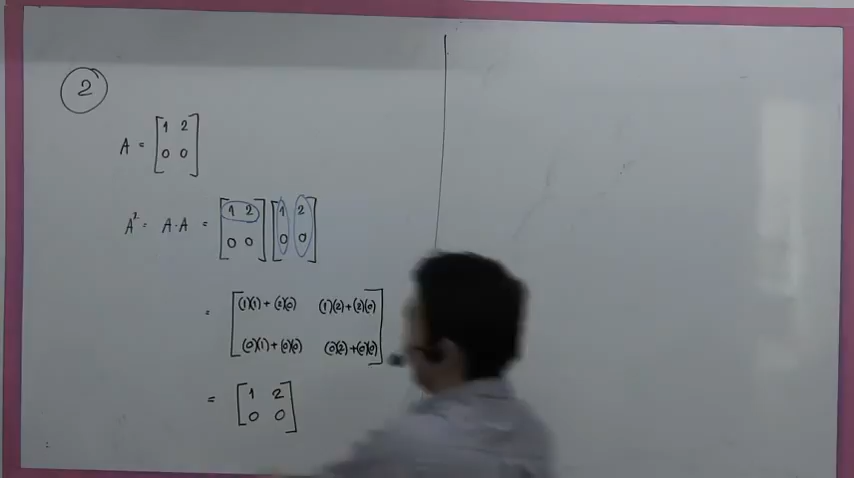 2
A = [1 2
0 0]
A² = A·A = [1 2
0 0] [1 2
0 0]
= [(1)(1)+(2)(0) (1)(2)+(2)(0)
(0)(1)+(0)(0) (0)(2)+(0)(0)]
= [1 2
0 0]